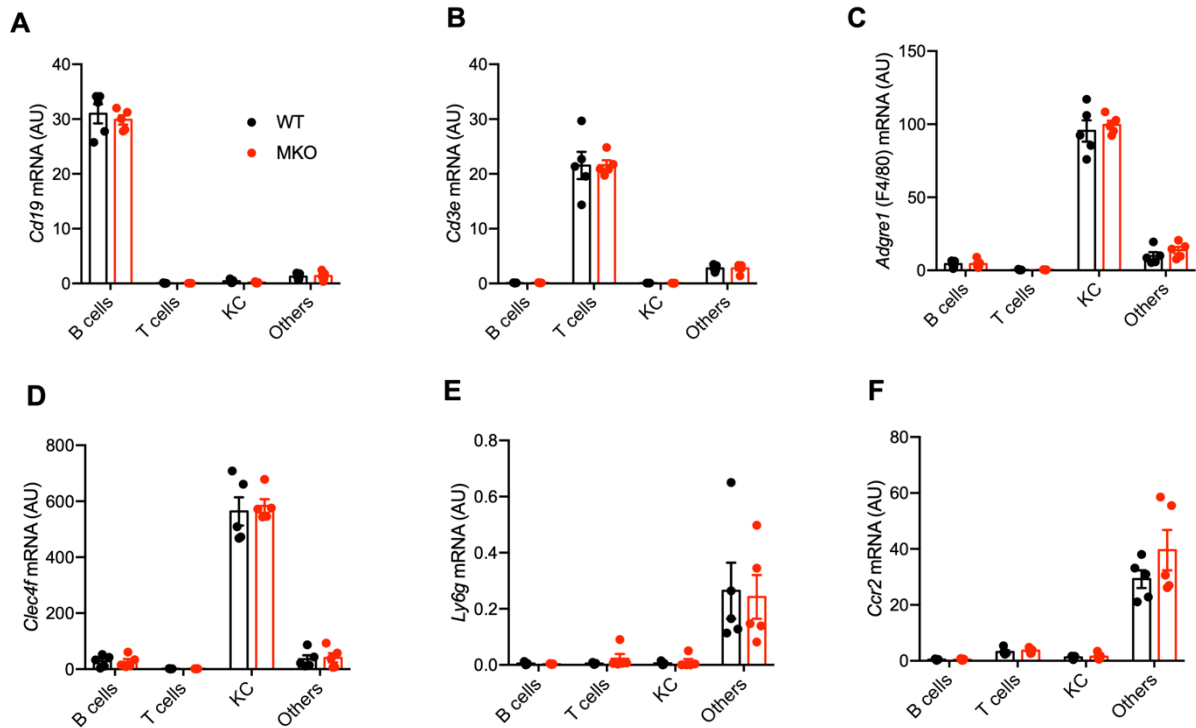 A
Cd19 mRNA (AU)
40
30
20
10
0
B cells
T cells
KC
Others
WT
MKO
B
Cd3e mRNA (AU)
40
30
20
10
0
B cells
T cells
KC
Others
C
Adgre1 (F4/80) mRNA (AU)
150
100
50
0
B cells
T cells
KC
Others
D
Clec4f mRNA (AU)
800
600
400
200
0
B cells
T cells
KC
Others
E
Ly6g mRNA (AU)
0.8
0.6
0.4
0.2
0.0
B cells
T cells
KC
Others
F
Ccr2 mRNA (AU)
80
60
40
20
0
B cells
T cells
KC
Others